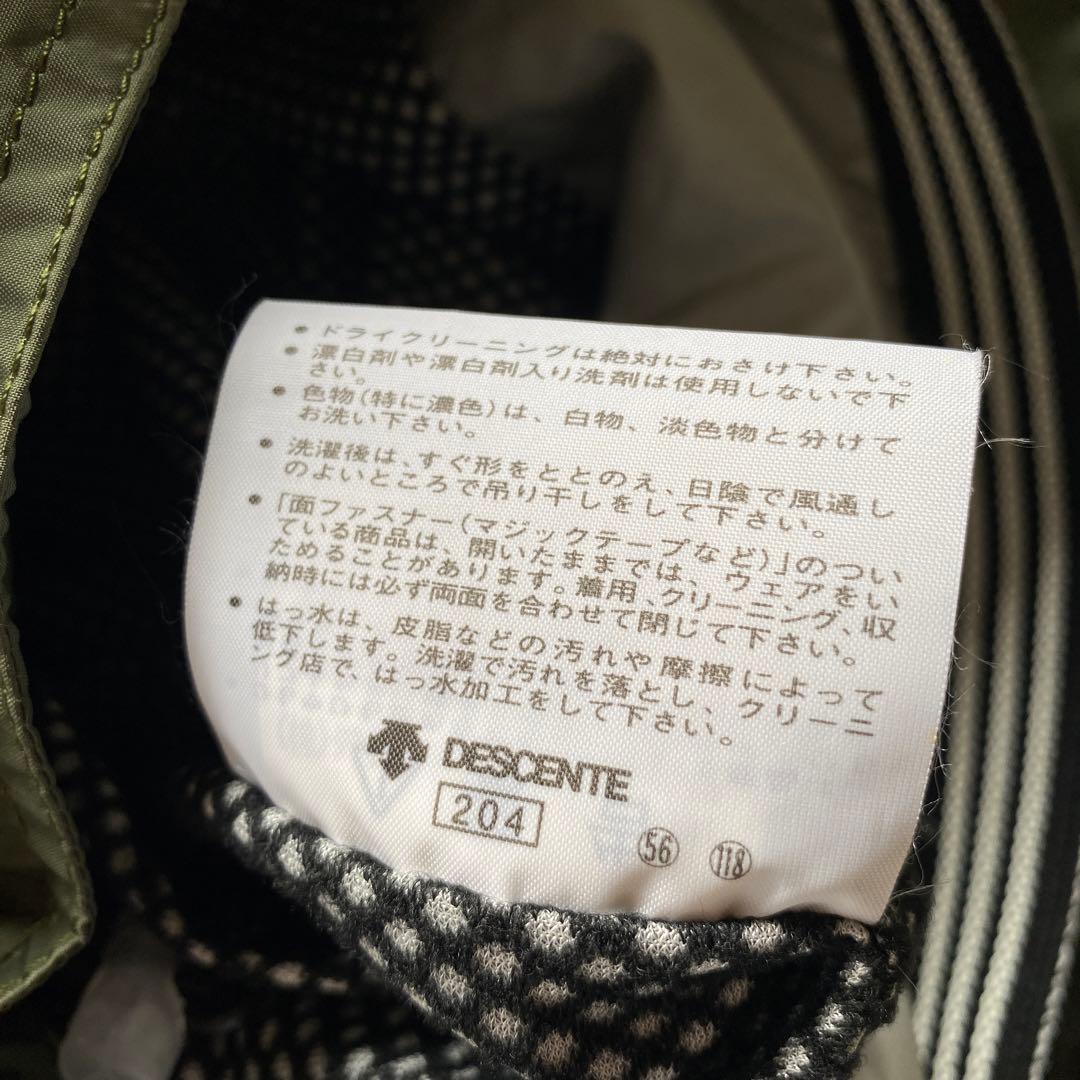 • ドライクリーニングは絶対におさけ下さい。
• 漂白剤や漂白剤入り洗剤は使用しないで下
さい。
• 色物(特に濃色)は、白物、淡色物と分けて
お洗い下さい。
• 洗濯後は、すぐ形をととのえ、日陰で風通し
のよいところで吊り干しをして下さい。
• 「面ファスナー(マジックテープなど)」のつい
ている商品は、開いたままでは、ウェアをい
ためることがあります。着用、クリーニング、収
納時には必ず両面を合わせて閉じて下さい。
• はっ水は、皮脂などの汚れや摩擦によって
低下します。洗濯で汚れを落とし、クリーニ
ング店で、はっ水加工をして下さい。
DESCENTE
204
56 118